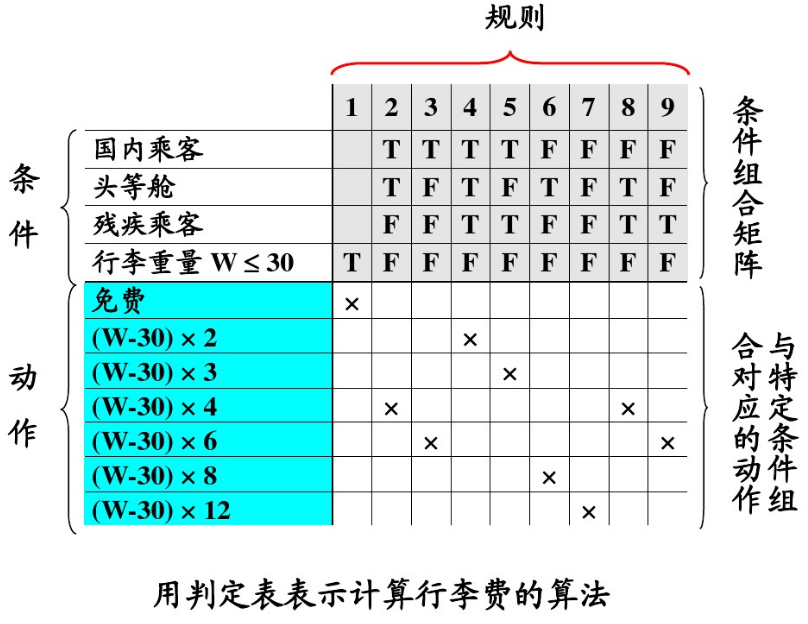 规则
1 2 3 4 5 6 7 8 9
条件
国内乘客 T T T T F F F F
头等舱 T F T F T F T F
残疾乘客 F F T T F F T T
行李重量 W ≤ 30 T F F F F F F F F
条件组合矩阵
动作
免费 ×
(W-30) × 2 ×
(W-30) × 3 ×
(W-30) × 4 × ×
(W-30) × 6 × ×
(W-30) × 8 ×
(W-30) × 12 ×
与特定条件组
合对应的动作
用判定表表示计算行李费的算法